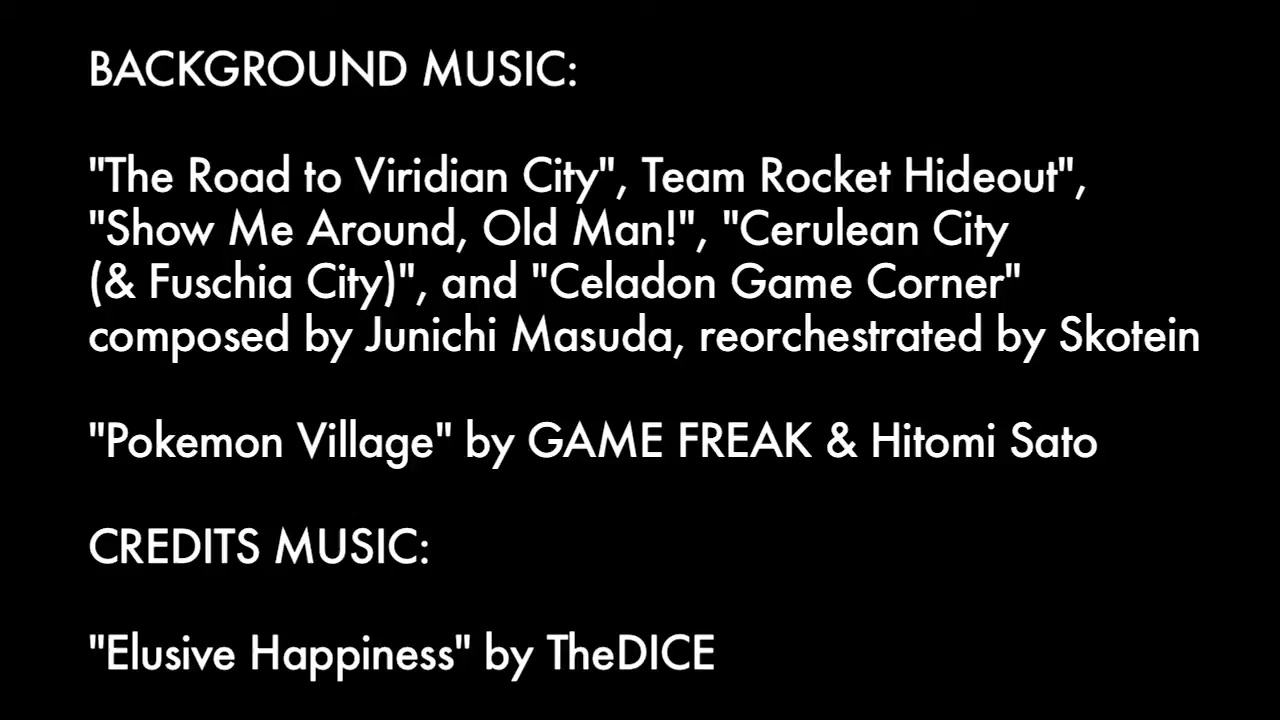 BACKGROUND MUSIC:
"The Road to Viridian City", Team Rocket Hideout",
"Show Me Around, Old Man!", "Cerulean City
(& Fuschia City)", and "Celadon Game Corner"
composed by Junichi Masuda, reorchestrated by Skotein
"Pokemon Village" by GAME FREAK & Hitomi Sato
CREDITS MUSIC:
"Elusive Happiness" by TheDICE